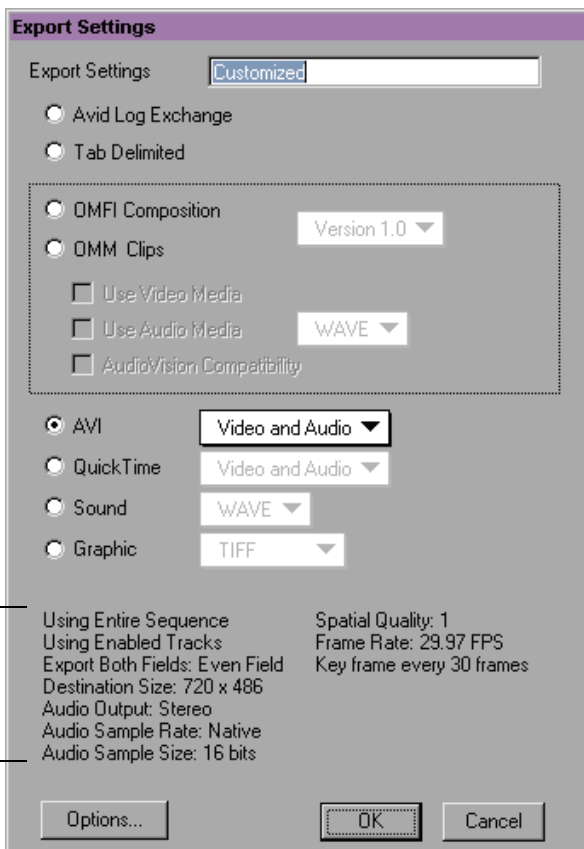 Export Settings
Export Settings Customized
Avid Log Exchange
Tab Delimited
OMFI Composition
Version 1.0
OMM Clips
Use Video Media
Use Audio Media WAVE
AudioVision Compatibility
AVI Video and Audio
QuickTime Video and Audio
Sound WAVE
Graphic TIFF
Using Entire Sequence
Using Enabled Tracks
Export Both Fields: Even Field
Destination Size: 720 x 486
Audio Output: Stereo
Audio Sample Rate: Native
Audio Sample Size: 16 bits
Spatial Quality: 1
Frame Rate: 29.97 FPS
Key frame every 30 frames
Options... OK Cancel